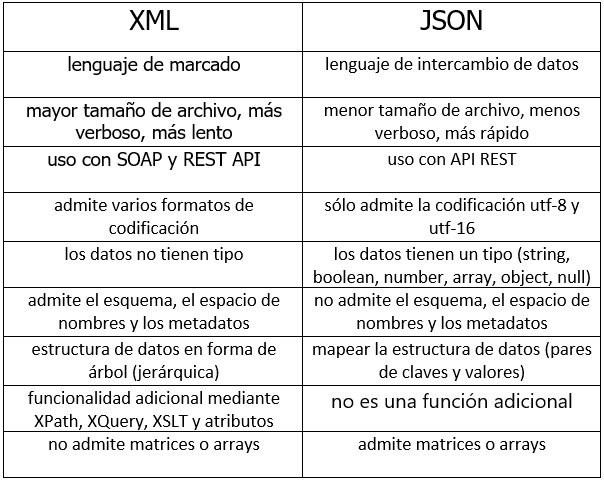 XML
JSON
lenguaje de marcado
lenguaje de intercambio de datos
mayor tamaño de archivo, más
verboso, más lento
menor tamaño de archivo, menos
verboso, más rápido
uso con SOAP y REST API
uso con API REST
admite varios formatos de
codificación
sólo admite la codificación utf-8 y
utf-16
los datos no tienen tipo
los datos tienen un tipo (string,
boolean, number, array, object, null)
admite el esquema, el espacio de
nombres y los metadatos
no admite el esquema, el espacio de
nombres y los metadatos
estructura de datos en forma de
árbol (jerárquica)
mapear la estructura de datos (pares
de claves y valores)
funcionalidad adicional mediante
XPath, XQuery, XSLT y atributos
no es una función adicional
no admite matrices o arrays
admite matrices o arrays